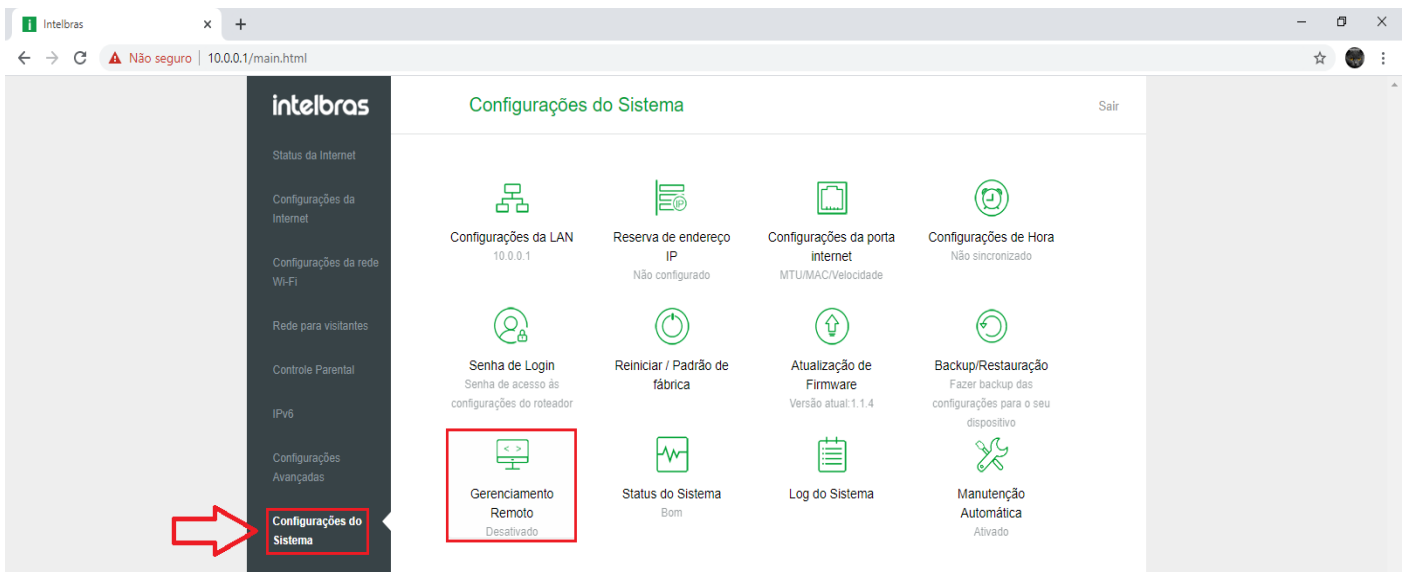 Intelbras
Não seguro
10.0.0.1/main.html
intelbras
Configurações do Sistema
Sair
Status da Internet
Configurações da
Internet
Configurações da rede
Wi-Fi
Rede para visitantes
Controle Parental
IPv6
Configurações
Avançadas
Configurações do
Sistema
Configurações da LAN
10.0.0.1
Reserva de endereço
IP
Não configurado
Configurações da porta
internet
MTU/MAC/Velocidade
Configurações de Hora
Não sincronizado
Senha de Login
Senha de acesso ás
configurações do roteador
Reiniciar / Padrão de
fábrica
Atualização de
Firmware
Versão atual:1.1.4
Backup/Restauração
Fazer backup das
configurações para o seu
dispositivo
Gerenciamento
Remoto
Desativado
Status do Sistema
Bom
Log do Sistema
Manutenção
Automática
Ativado